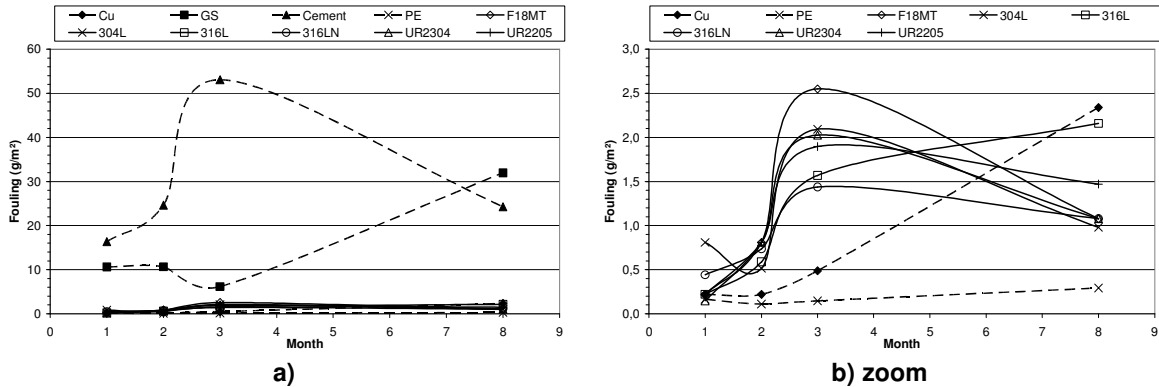 Cu GS Cement PE F18MT
304L 316L 316LN UR2304 UR2205
Fouling (g/m²)
60
50
40
30
20
10
0
0 1 2 3 4 5 6 7 8 9
Month
a)
Cu PE F18MT 304L 316L
316LN UR2304 UR2205
Fouling (g/m²)
3,0
2,5
2,0
1,5
1,0
0,5
0,0
0 1 2 3 4 5 6 7 8 9
Month
b) zoom